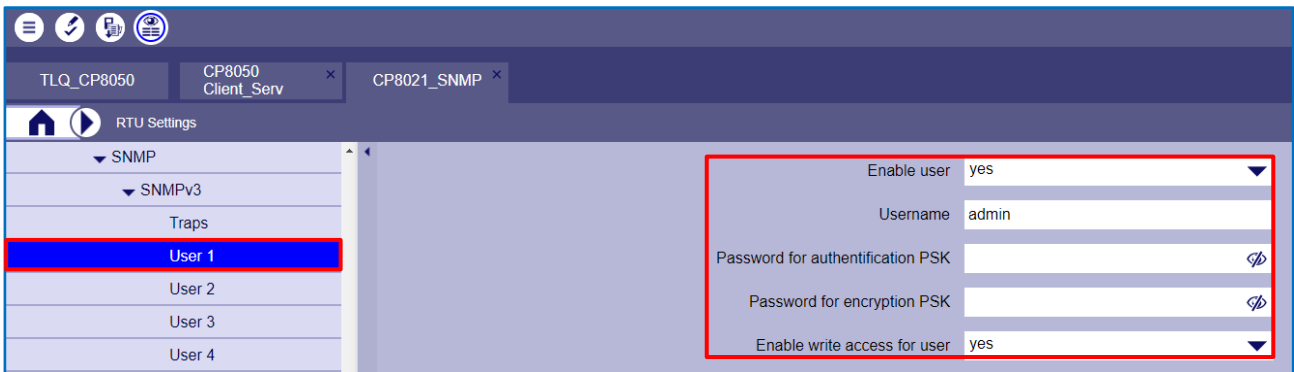 TLQ_CP8050
CP8050
Client_Serv
CP8021_SNMP
RTU Settings
SNMP
SNMPv3
Traps
User 1
User 2
User 3
User 4
Enable user yes
Username admin
Password for authentification PSK
Password for encryption PSK
Enable write access for user yes